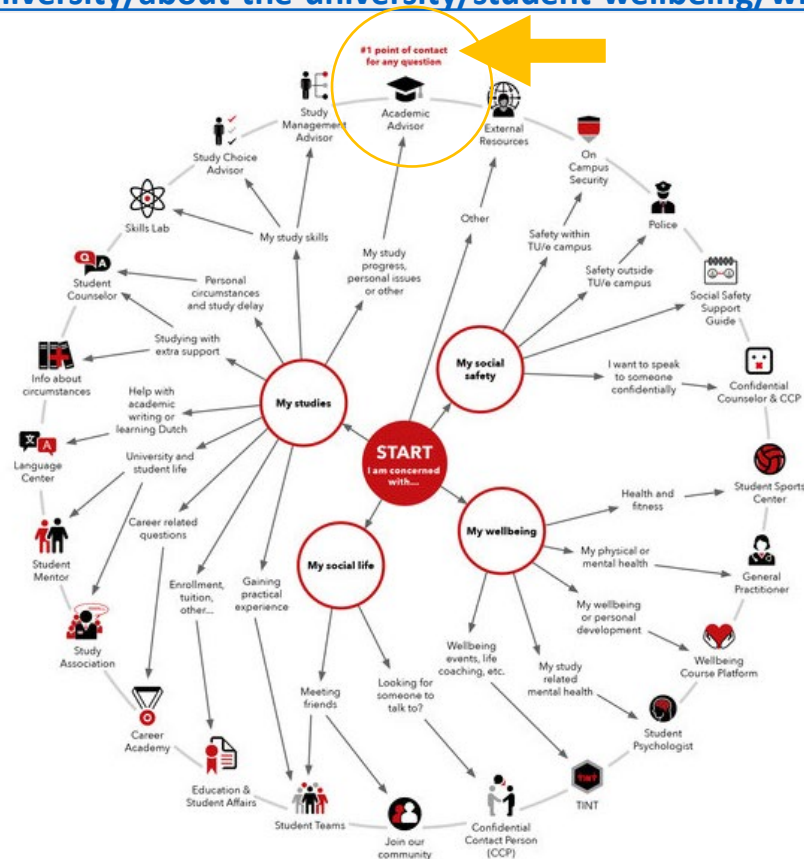 niversity/about-the-university/student-wellbeing/w
#1 point of contact
for any question
Academic
Advisor
Study
Management
Advisor
Study Choice
Advisor
Skills Lab
Student
Counselor
Info about
circumstances
Language
Center
Student
Mentor
Study
Association
Career
Academy
Education &
Student Affairs
Student Teams
Join our
community
Confidential
Contact Person
(CCP)
TINT
TINT
Student
Psychologist
Wellbeing
Course Platform
General
Practitioner
Student Sports
Center
Confidential
Counselor & CCP
Social Safety
Support
Guide
Police
On
Campus
Security
External
Resources
Q
A
文
A
START
I am concerned
with...
My studies
My study skills
My study
progress,
personal issues
or other
Personal
circumstances
and study delay
Studying with
extra support
Help with
academic
writing or
learning Dutch
University and
student life
Career related
questions
Enrollment,
tuition,
other...
Gaining
practical
experience
Other
My social
safety
Safety within
TU/e campus
Safety outside
TU/e campus
I want to speak
to someone
confidentially
My wellbeing
Health and
fitness
My physical or
mental health
My wellbeing
or personal
development
My study
related
mental health
Wellbeing
events, life
coaching, etc.
My social life
Meeting
friends
Looking for
someone to
talk to?